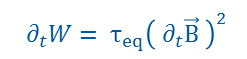 ∂ₜW = τ_eq( ∂ₜB⃗ )²